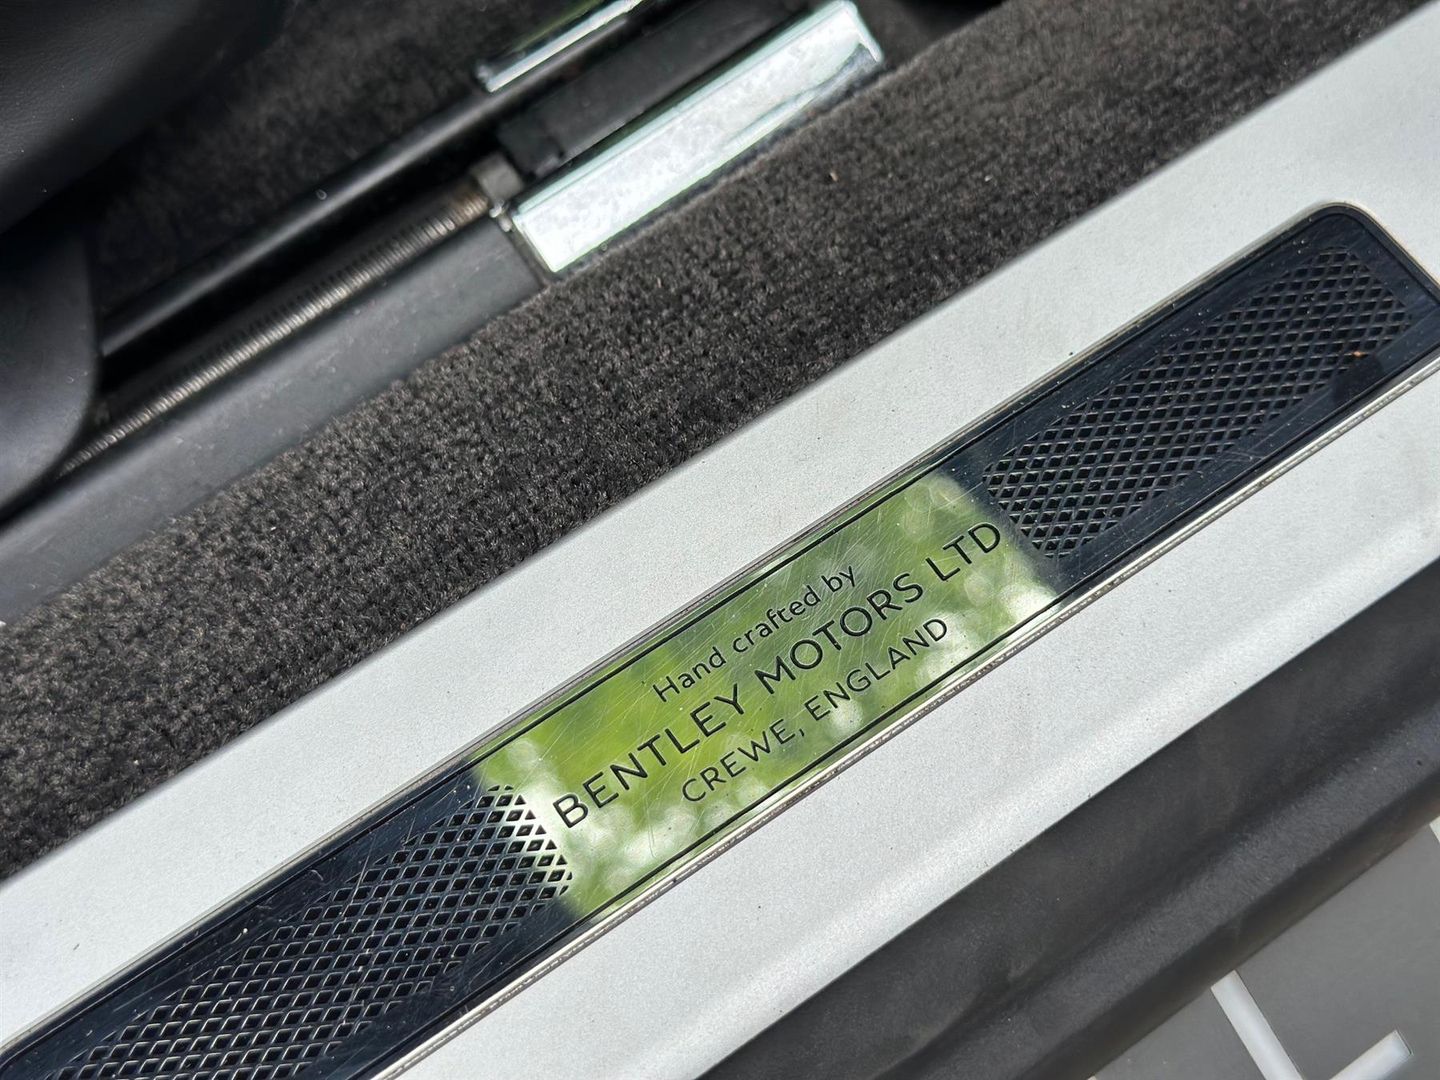 Hand crafted by
BENTLEY MOTORS LTD
CREWE, ENGLAND